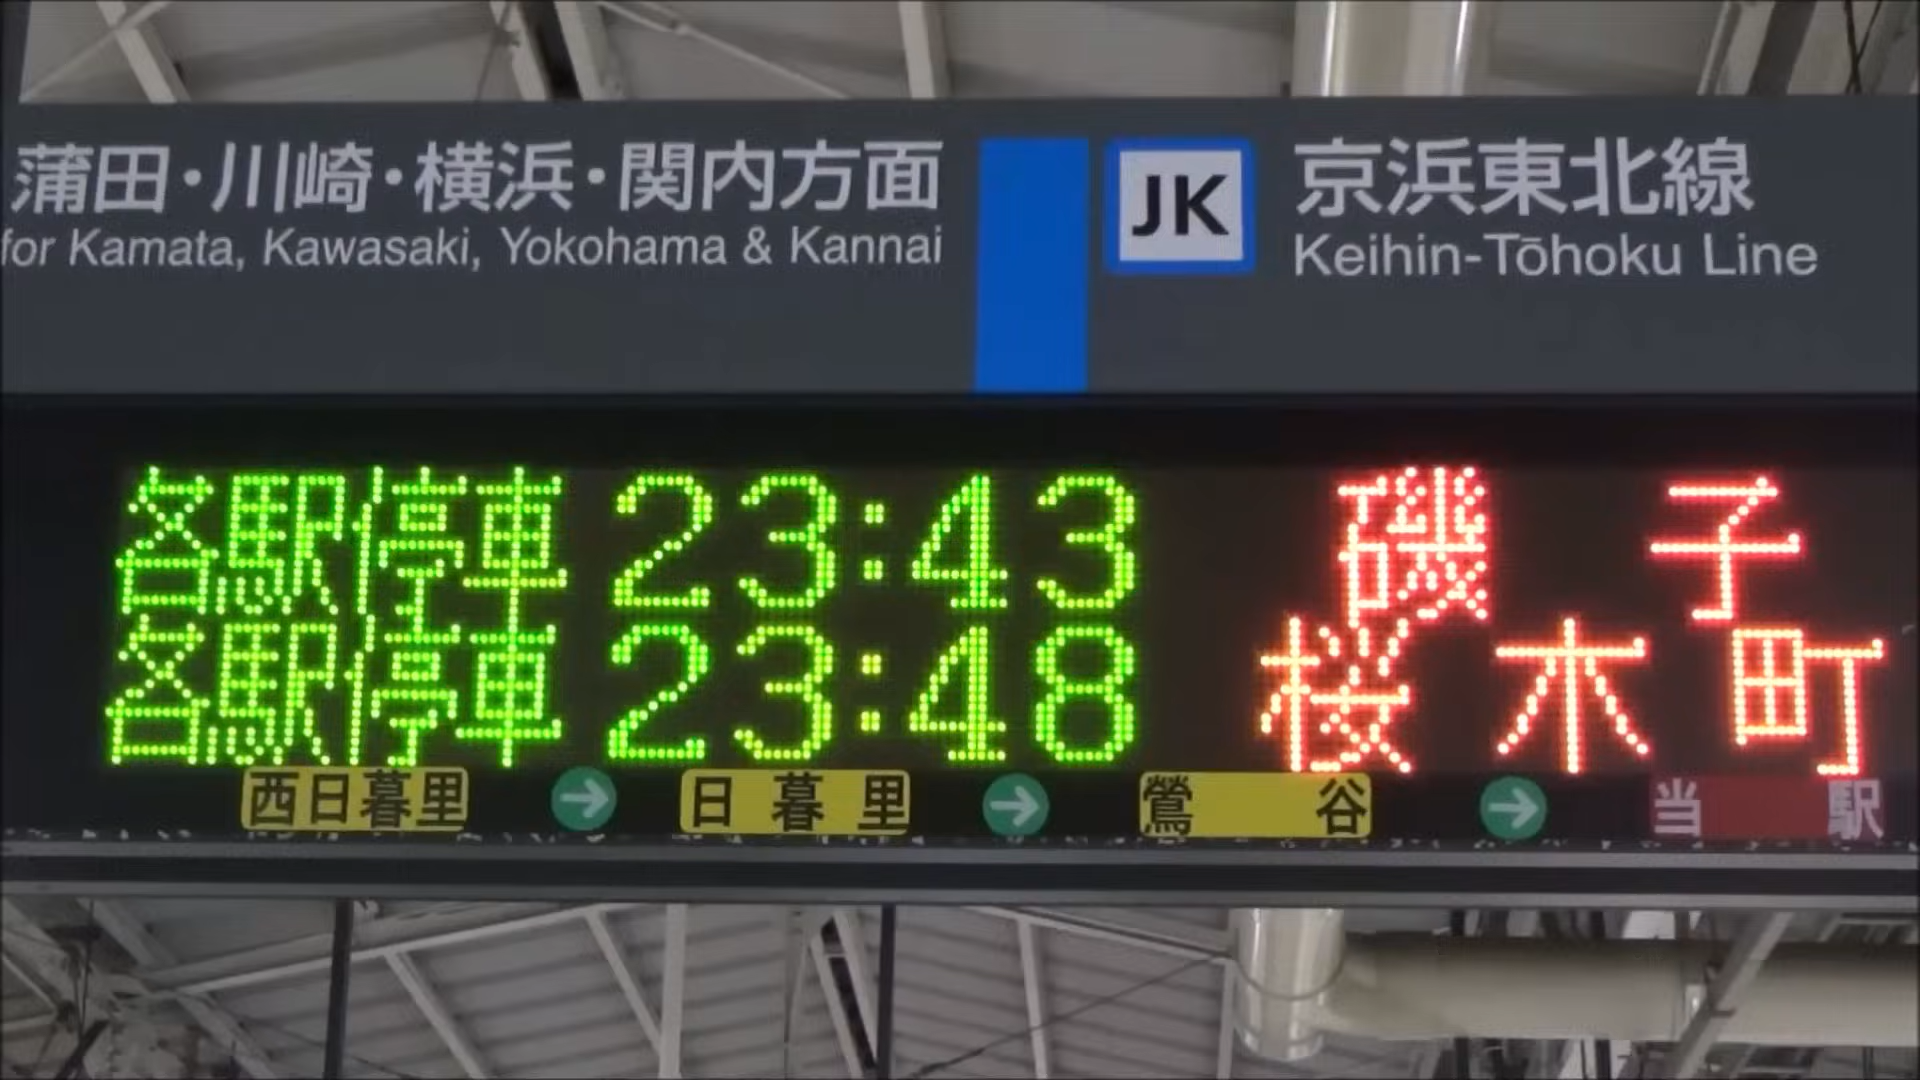 蒲田・川崎・横浜・関内方面
for Kamata, Kawasaki, Yokohama & Kannai
JK
京浜東北線
Keihin-Tōhoku Line
各駅停車 23:43 磯子
各駅停車 23:48 桜木町
西日暮里 → 日暮里 → 鶯谷 → 当駅